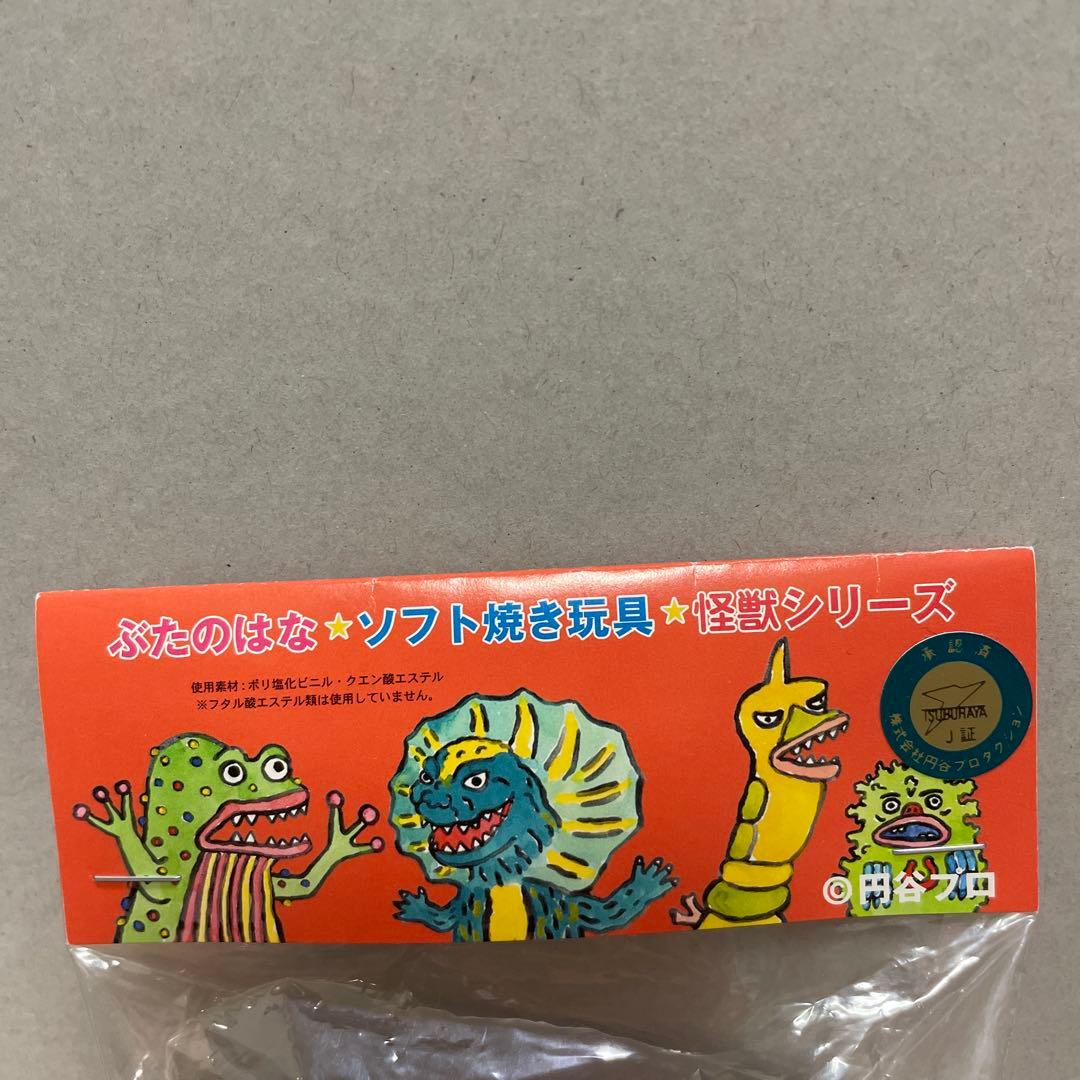 ぶたのはな★ソフト焼き玩具★怪獣シリーズ
使用素材：ポリ塩化ビニル・クエン酸エステル
※フタル酸エステル類は使用していません。
承認済
TSUBURAYA
J証
株式会社円谷プロダクション
©円谷プロ